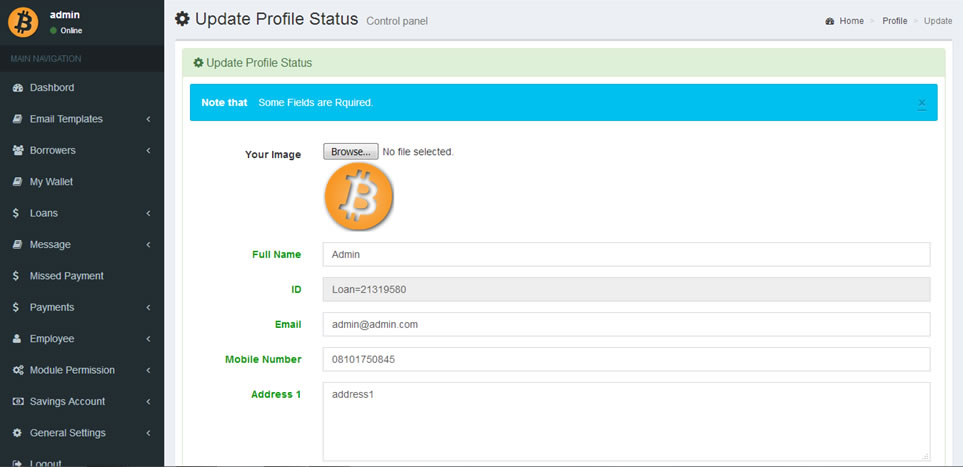 admin
Online
MAIN NAVIGATION
Dashbord
Email Templates
Borrowers
My Wallet
Loans
Message
Missed Payment
Payments
Employee
Module Permission
Savings Account
General Settings
Logout
Update Profile Status Control panel
Home > Profile > Update
Update Profile Status
Note that Some Fields are Rquired. ×
Your Image Browse... No file selected.
Full Name Admin
ID Loan=21319580
Email admin@admin.com
Mobile Number 08101750845
Address 1 address1